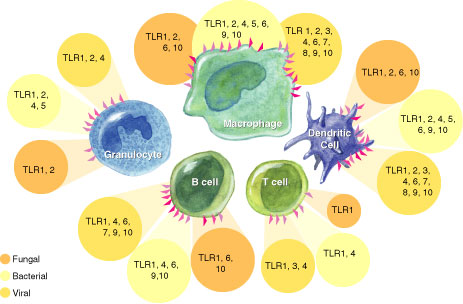 TLR1, 2,
6, 10
TLR1, 2, 4, 5, 6,
9, 10
TLR 1, 2, 3,
4, 6, 7,
8, 9, 10
TLR1, 2, 4
TLR1, 2,
4, 5
TLR1, 2
Granulocyte
Macrophage
Dendritic
Cell
TLR1, 2, 6, 10
TLR1, 2, 4, 5,
6, 9, 10
TLR1, 2, 3,
4, 6, 7,
8, 9, 10
B cell
T cell
TLR1, 4, 6,
7, 9, 10
TLR1, 4, 6,
9,10
TLR1, 6,
10
TLR1, 3, 4
TLR1, 4
TLR1
Fungal
Bacterial
Viral